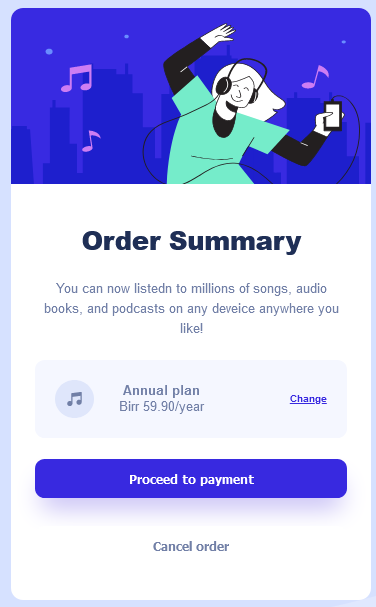 Order Summary
You can now listedn to millions of songs, audio
books, and podcasts on any deveice anywhere you
like!
Annual plan
Birr 59.90/year
Change
Proceed to payment
Cancel order